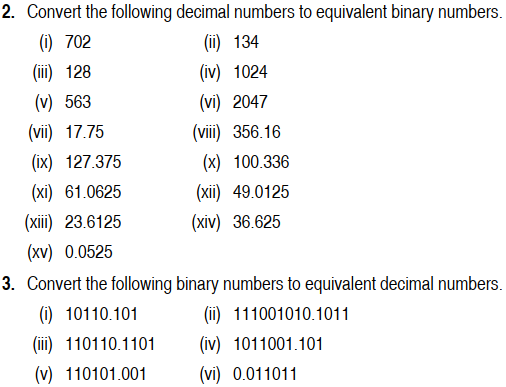 2. Convert the following decimal numbers to equivalent binary numbers.
(i) 702 (ii) 134
(iii) 128 (iv) 1024
(v) 563 (vi) 2047
(vii) 17.75 (viii) 356.16
(ix) 127.375 (x) 100.336
(xi) 61.0625 (xii) 49.0125
(xiii) 23.6125 (xiv) 36.625
(xv) 0.0525
3. Convert the following binary numbers to equivalent decimal numbers.
(i) 10110.101 (ii) 111001010.1011
(iii) 110110.1101 (iv) 1011001.101
(v) 110101.001 (vi) 0.011011